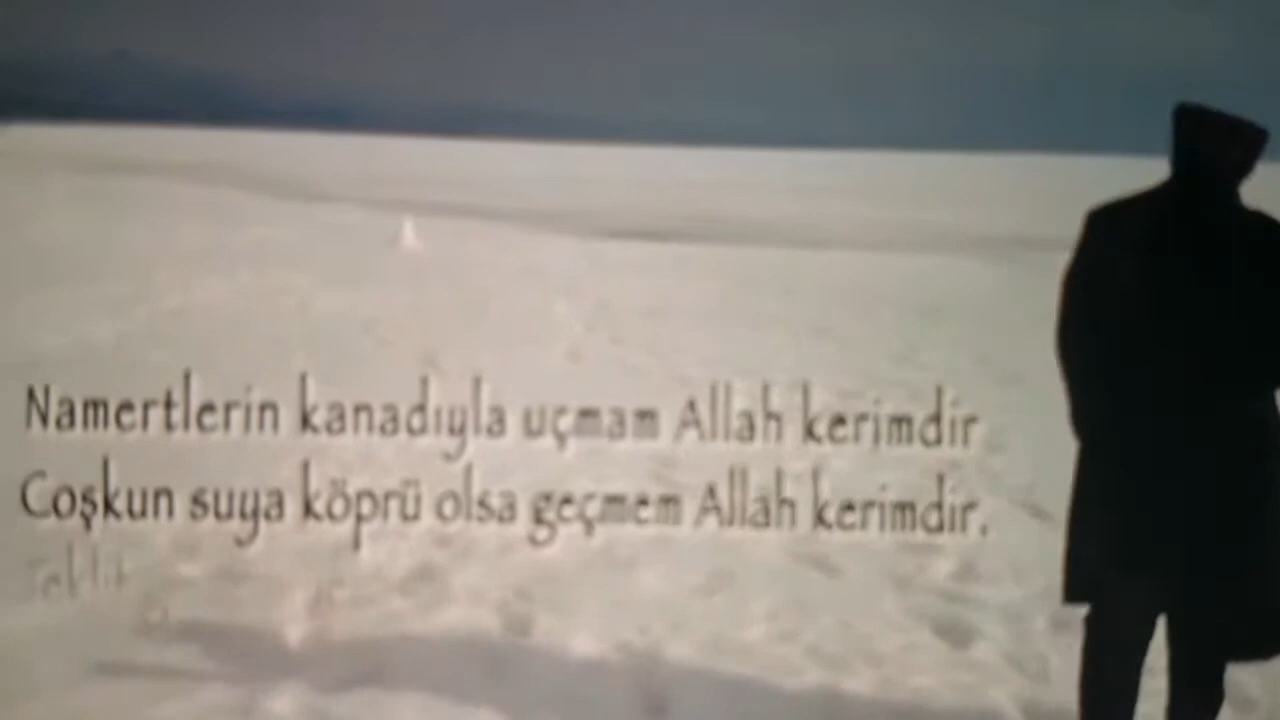 Namertlerin kanadıyla uçmam Allah kerimdir
Coşkun suya köprü olsa geçmem Allah kerimdir.